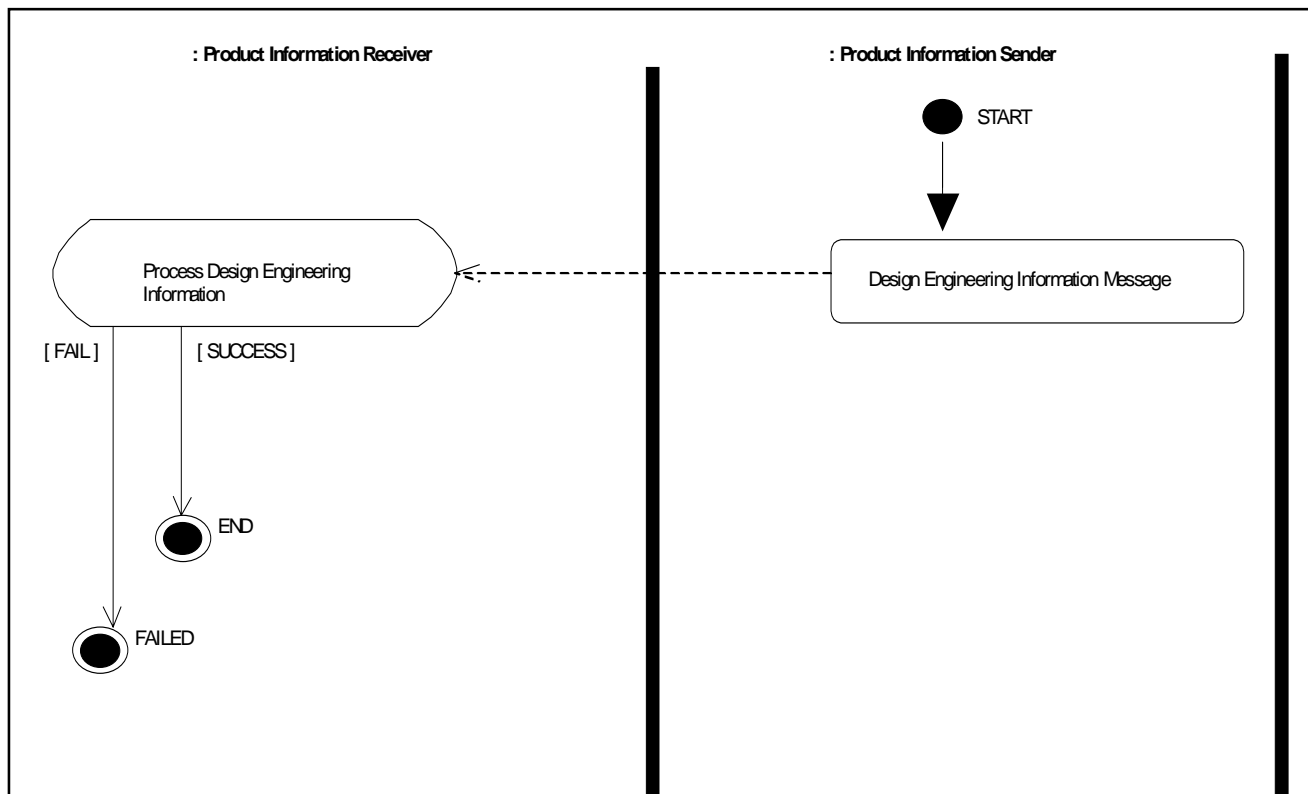 : Product Information Receiver
: Product Information Sender
START
Process Design Engineering
Information
Design Engineering Information Message
[ FAIL ]
[ SUCCESS ]
END
FAILED